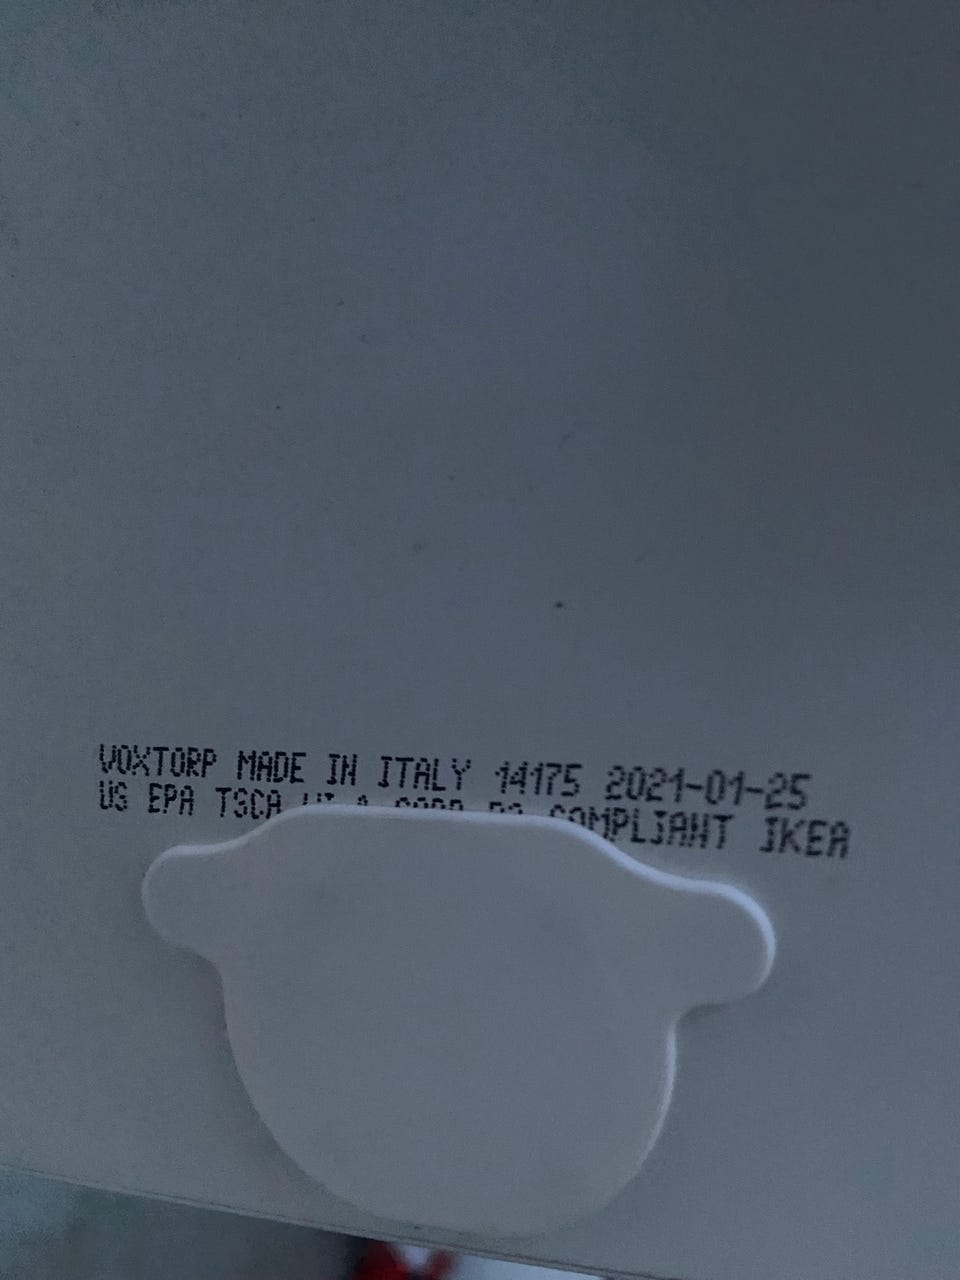 VOXTORP MADE IN ITALY 14175 2021-01-25
US EPA TSCA COMPLIANT IKEA